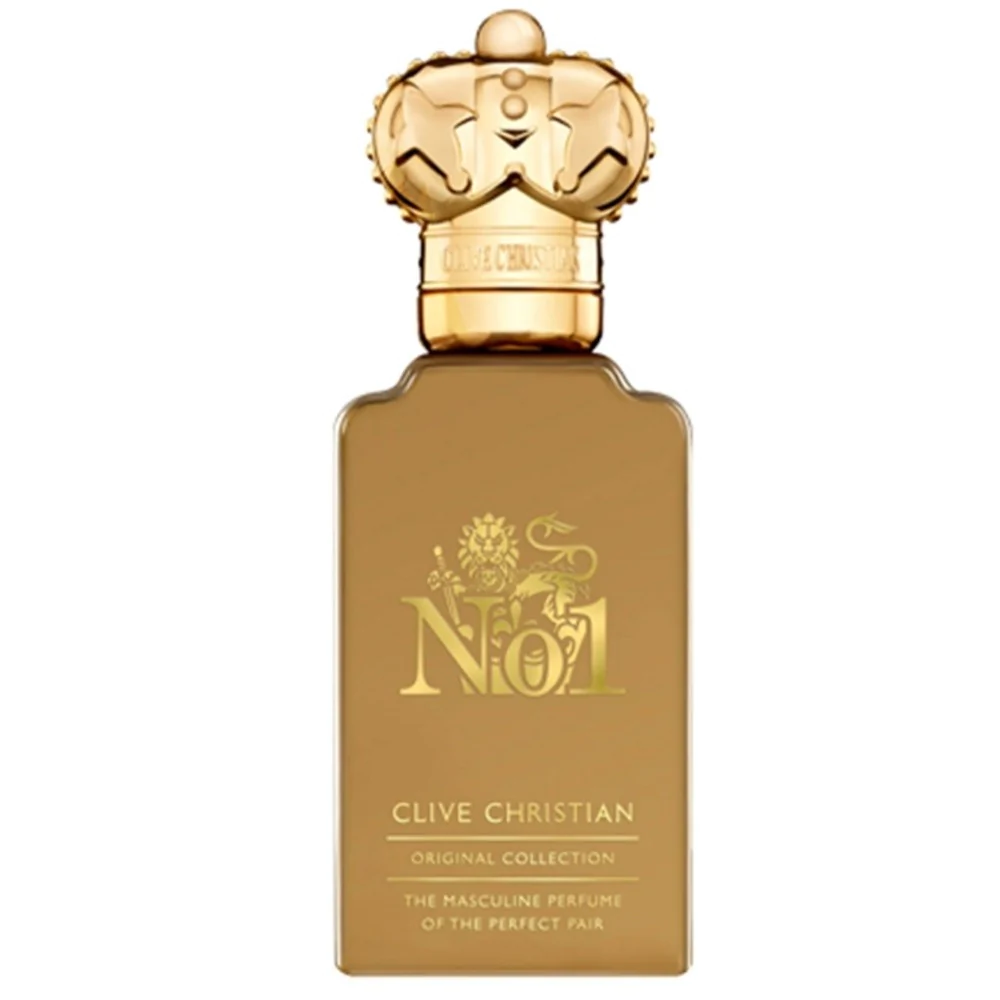 CLIVE CHRISTIAN
No1
CLIVE CHRISTIAN
ORIGINAL COLLECTION
THE MASCULINE PERFUME
OF THE PERFECT PAIR